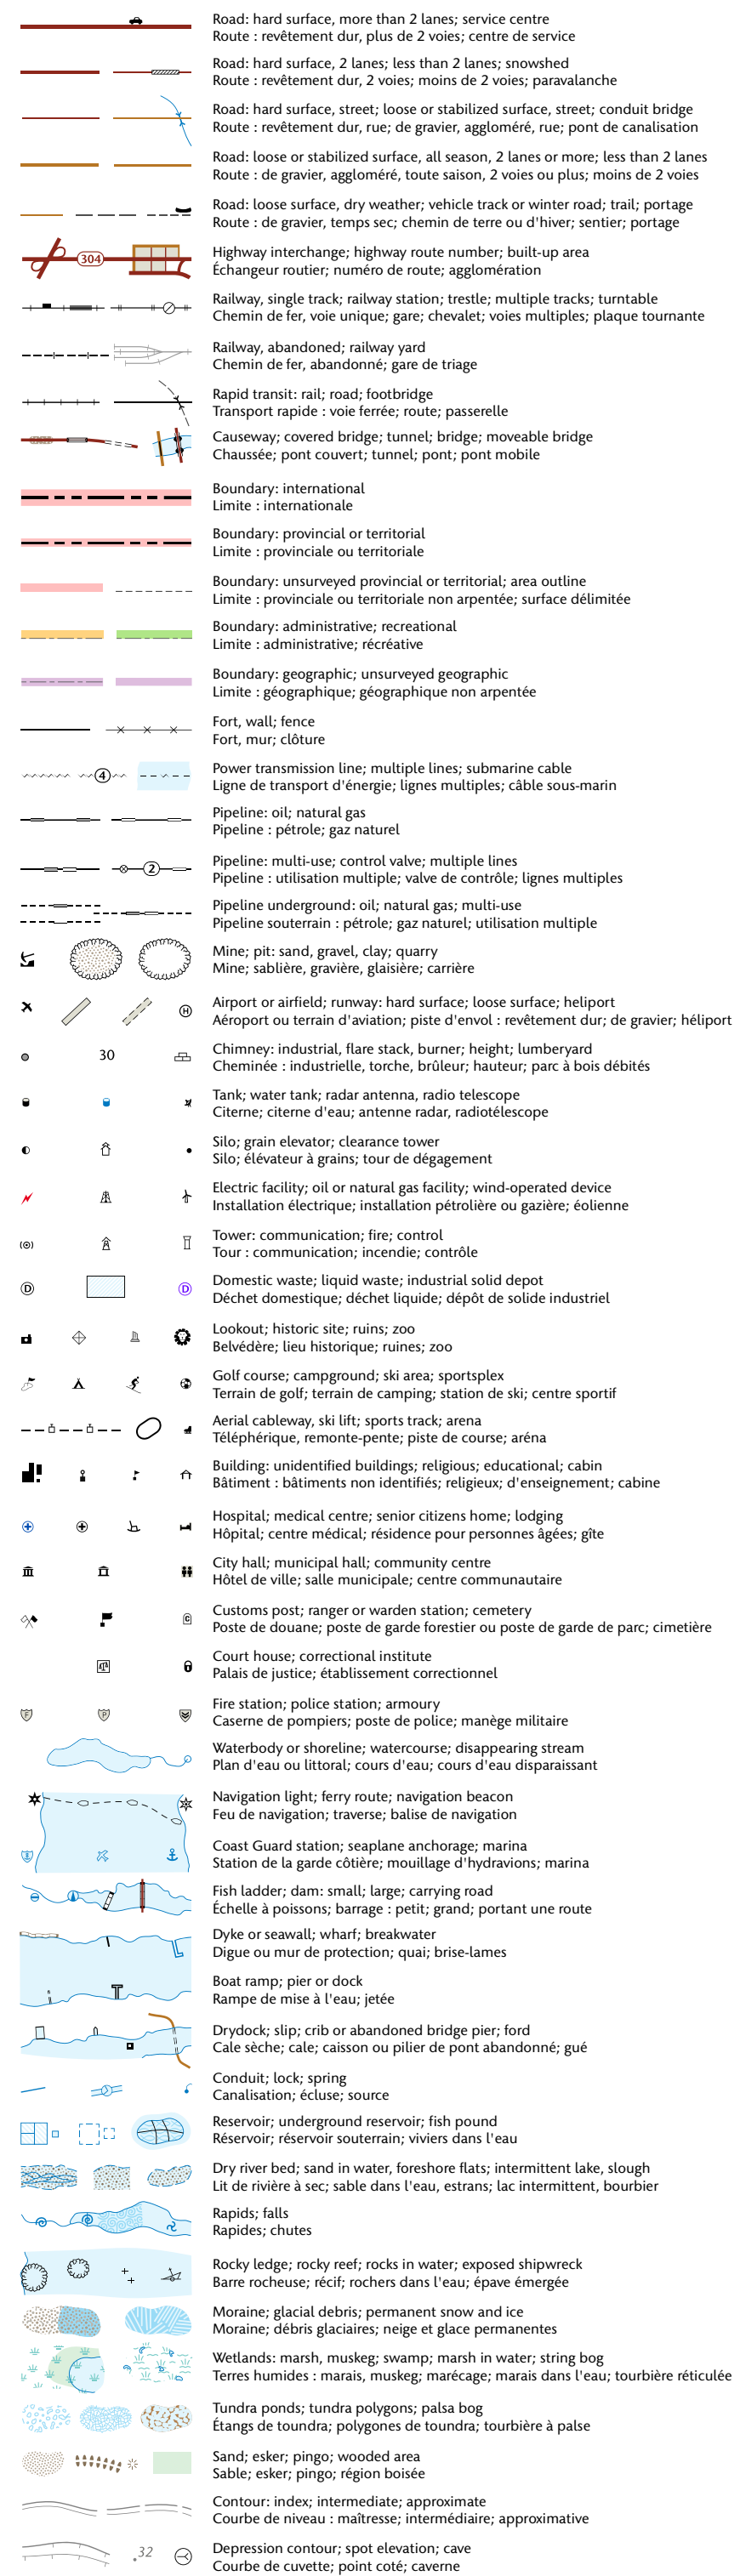 Road: hard surface, more than 2 lanes; service centre
Route : revêtement dur, plus de 2 voies; centre de service
Road: hard surface, 2 lanes; less than 2 lanes; snowshed
Route : revêtement dur, 2 voies; moins de 2 voies; paravalanche
Road: hard surface, street; loose or stabilized surface, street; conduit bridge
Route : revêtement dur, rue; de gravier, aggloméré, rue; pont de canalisation
Road: loose or stabilized surface, all season, 2 lanes or more; less than 2 lanes
Route : de gravier, aggloméré, toute saison, 2 voies ou plus; moins de 2 voies
Road: loose surface, dry weather; vehicle track or winter road; trail; portage
Route : de gravier, temps sec; chemin de terre ou d'hiver; sentier; portage
304
Highway interchange; highway route number; built-up area
Échangeur routier; numéro de route; agglomération
Railway, single track; railway station; trestle; multiple tracks; turntable
Chemin de fer, voie unique; gare; chevalet; voies multiples; plaque tournante
Railway, abandoned; railway yard
Chemin de fer, abandonné; gare de triage
Rapid transit: rail; road; footbridge
Transport rapide : voie ferrée; route; passerelle
Causeway; covered bridge; tunnel; bridge; moveable bridge
Chaussée; pont couvert; tunnel; pont; pont mobile
Boundary: international
Limite : internationale
Boundary: provincial or territorial
Limite : provinciale ou territoriale
Boundary: unsurveyed provincial or territorial; area outline
Limite : provinciale ou territoriale non arpentée; surface délimitée
Boundary: administrative; recreational
Limite : administrative; récréative
Boundary: geographic; unsurveyed geographic
Limite : géographique; géographique non arpentée
Fort, wall; fence
Fort, mur; clôture
4
Power transmission line; multiple lines; submarine cable
Ligne de transport d'énergie; lignes multiples; câble sous-marin
Pipeline: oil; natural gas
Pipeline : pétrole; gaz naturel
2
Pipeline: multi-use; control valve; multiple lines
Pipeline : utilisation multiple; valve de contrôle; lignes multiples
Pipeline underground: oil; natural gas; multi-use
Pipeline souterrain : pétrole; gaz naturel; utilisation multiple
Mine; pit: sand, gravel, clay; quarry
Mine; sablière, gravière, glaisière; carrière
H
Airport or airfield; runway: hard surface; loose surface; heliport
Aéroport ou terrain d'aviation; piste d'envol : revêtement dur; de gravier; héliport
30
Chimney: industrial, flare stack, burner; height; lumberyard
Cheminée : industrielle, torche, brûleur; hauteur; parc à bois débités
Tank; water tank; radar antenna, radio telescope
Citerne; citerne d'eau; antenne radar, radiotélescope
Silo; grain elevator; clearance tower
Silo; élévateur à grains; tour de dégagement
Electric facility; oil or natural gas facility; wind-operated device
Installation électrique; installation pétrolière ou gazière; éolienne
Tower: communication; fire; control
Tour : communication; incendie; contrôle
D D
Domestic waste; liquid waste; industrial solid depot
Déchet domestique; déchet liquide; dépôt de solide industriel
Lookout; historic site; ruins; zoo
Belvédère; lieu historique; ruines; zoo
Golf course; campground; ski area; sportsplex
Terrain de golf; terrain de camping; station de ski; centre sportif
Aerial cableway, ski lift; sports track; arena
Téléphérique, remonte-pente; piste de course; aréna
Building: unidentified buildings; religious; educational; cabin
Bâtiment : bâtiments non identifiés; religieux; d'enseignement; cabine
Hospital; medical centre; senior citizens home; lodging
Hôpital; centre médical; résidence pour personnes âgées; gîte
City hall; municipal hall; community centre
Hôtel de ville; salle municipale; centre communautaire
C
Customs post; ranger or warden station; cemetery
Poste de douane; poste de garde forestier ou poste de garde de parc; cimetière
Court house; correctional institute
Palais de justice; établissement correctionnel
F P
Fire station; police station; armoury
Caserne de pompiers; poste de police; manège militaire
Waterbody or shoreline; watercourse; disappearing stream
Plan d'eau ou littoral; cours d'eau; cours d'eau disparaissant
Navigation light; ferry route; navigation beacon
Feu de navigation; traverse; balise de navigation
Coast Guard station; seaplane anchorage; marina
Station de la garde côtière; mouillage d'hydravions; marina
Fish ladder; dam: small; large; carrying road
Échelle à poissons; barrage : petit; grand; portant une route
Dyke or seawall; wharf; breakwater
Digue ou mur de protection; quai; brise-lames
Boat ramp; pier or dock
Rampe de mise à l'eau; jetée
Drydock; slip; crib or abandoned bridge pier; ford
Cale sèche; cale; caisson ou pilier de pont abandonné; gué
Conduit; lock; spring
Canalisation; écluse; source
Reservoir; underground reservoir; fish pound
Réservoir; réservoir souterrain; viviers dans l'eau
Dry river bed; sand in water, foreshore flats; intermittent lake, slough
Lit de rivière à sec; sable dans l'eau, estrans; lac intermittent, bourbier
Rapids; falls
Rapides; chutes
Rocky ledge; rocky reef; rocks in water; exposed shipwreck
Barre rocheuse; récif; rochers dans l'eau; épave émergée
Moraine; glacial debris; permanent snow and ice
Moraine; débris glaciaires; neige et glace permanentes
Wetlands: marsh, muskeg; swamp; marsh in water; string bog
Terres humides : marais, muskeg; marécage; marais dans l'eau; tourbière réticulée
Tundra ponds; tundra polygons; palsa bog
Étangs de toundra; polygones de toundra; tourbière à palse
Sand; esker; pingo; wooded area
Sable; esker; pingo; région boisée
Contour: index; intermediate; approximate
Courbe de niveau : maîtresse; intermédiaire; approximative
32
Depression contour; spot elevation; cave
Courbe de cuvette; point coté; caverne